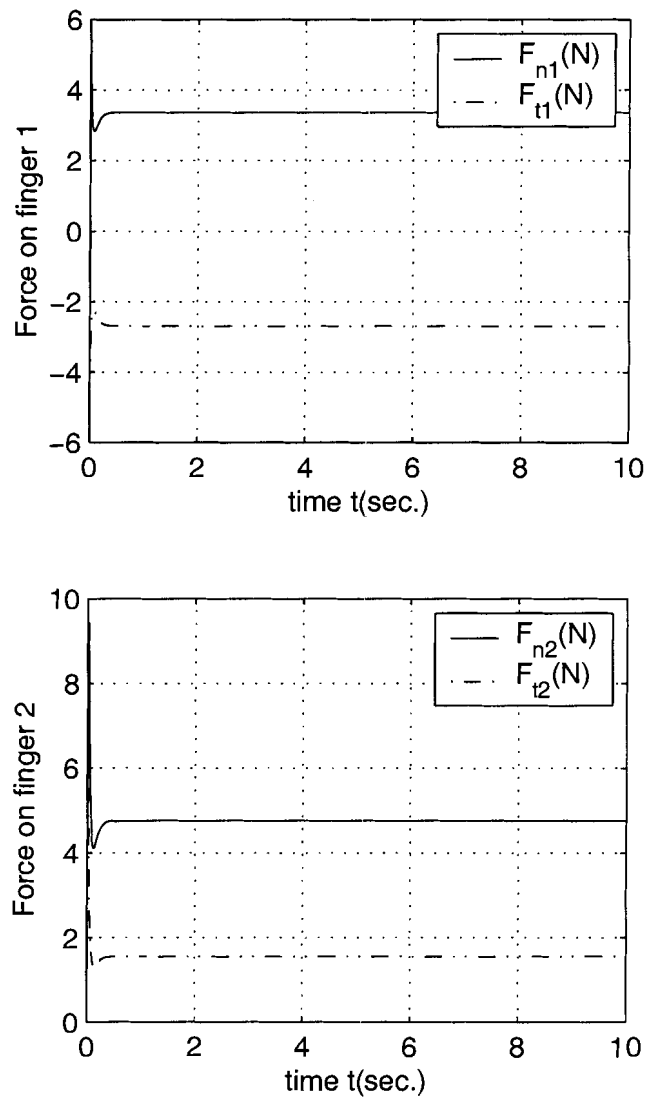 6
4
2
0
−2
−4
−6
Force on finger 1
F_n1(N)
F_t1(N)
0 2 4 6 8 10
time t(sec.)
10
8
6
4
2
0
Force on finger 2
F_n2(N)
F_t2(N)
0 2 4 6 8 10
time t(sec.)